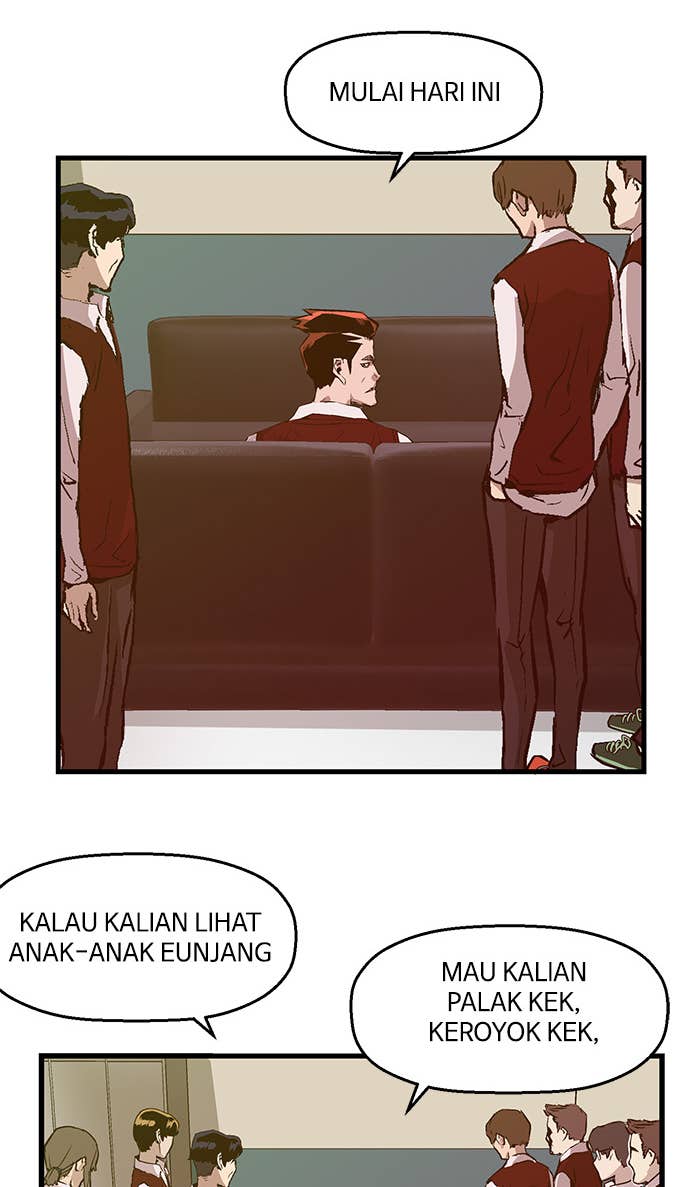 MULAI HARI INI
KALAU KALIAN LIHAT
ANAK-ANAK EUNJANG
MAU KALIAN
PALAK KEK,
KEROYOK KEK,